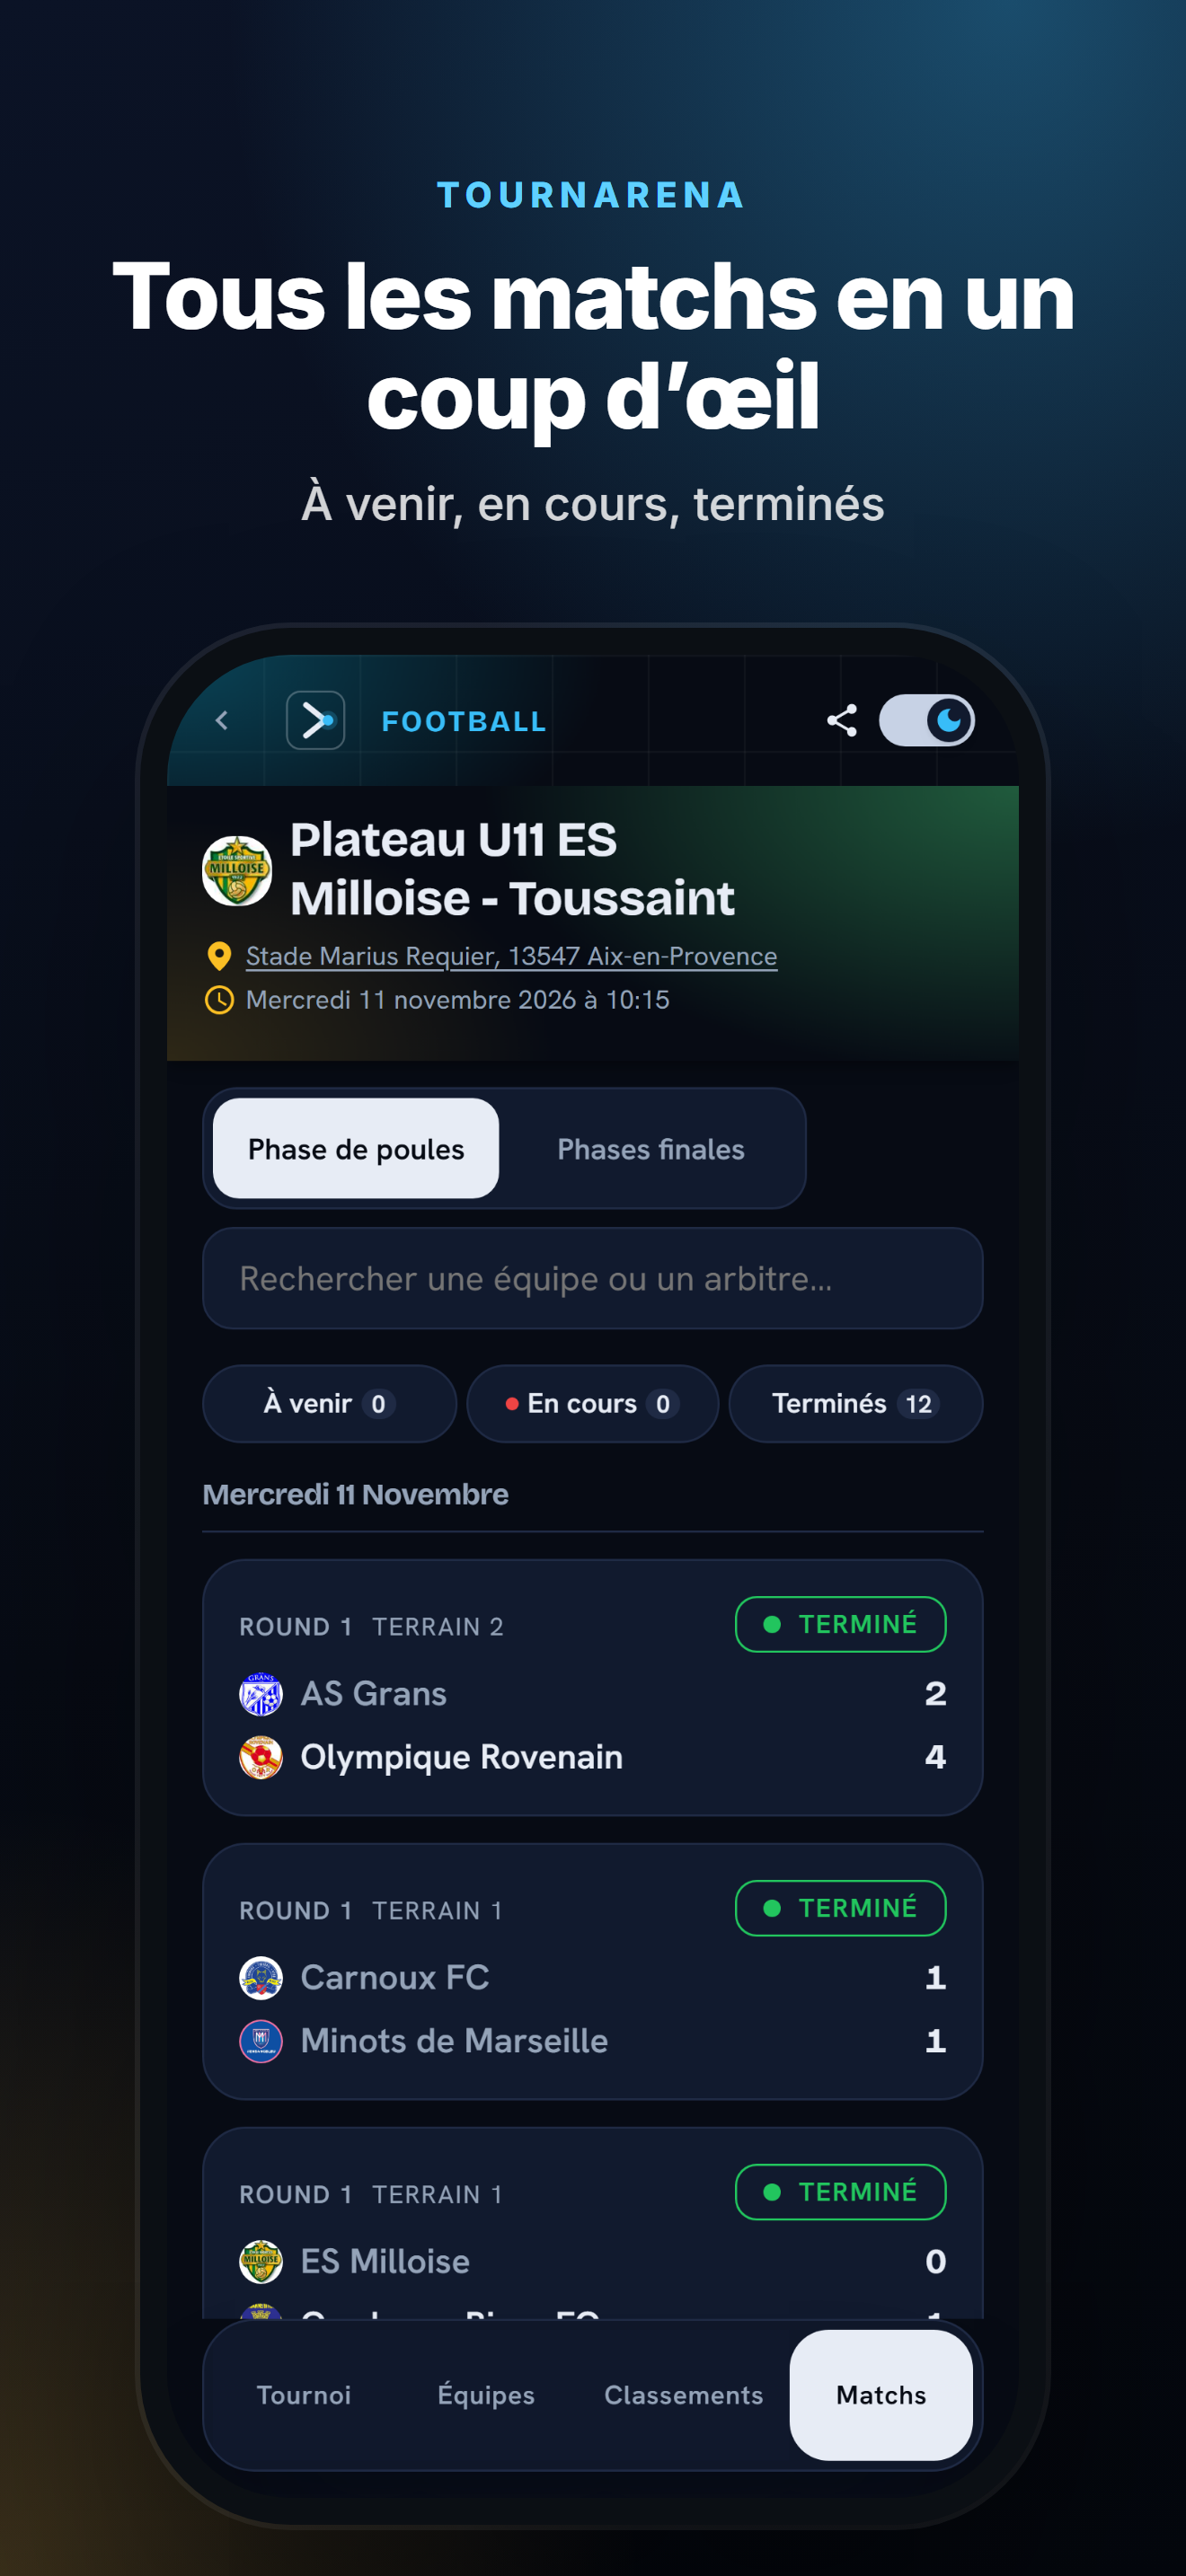 TOURNARENA
Tous les matchs en un
coup d’œil
À venir, en cours, terminés
FOOTBALL
Plateau U11 ES
Milloise - Toussaint
MILLOISE
Stade Marius Requier, 13547 Aix-en-Provence
Mercredi 11 novembre 2026 à 10:15
Phase de poules Phases finales
Rechercher une équipe ou un arbitre...
À venir 0 En cours 0 Terminés 12
Mercredi 11 Novembre
ROUND 1 TERRAIN 2 TERMINÉ
GRANS
AS Grans 2
Olympique Rovenain 4
ROUND 1 TERRAIN 1 TERMINÉ
Carnoux FC 1
Minots de Marseille 1
ROUND 1 TERRAIN 1 TERMINÉ
MILLOISE
ES Milloise 0
Tournoi Équipes Classements Matchs